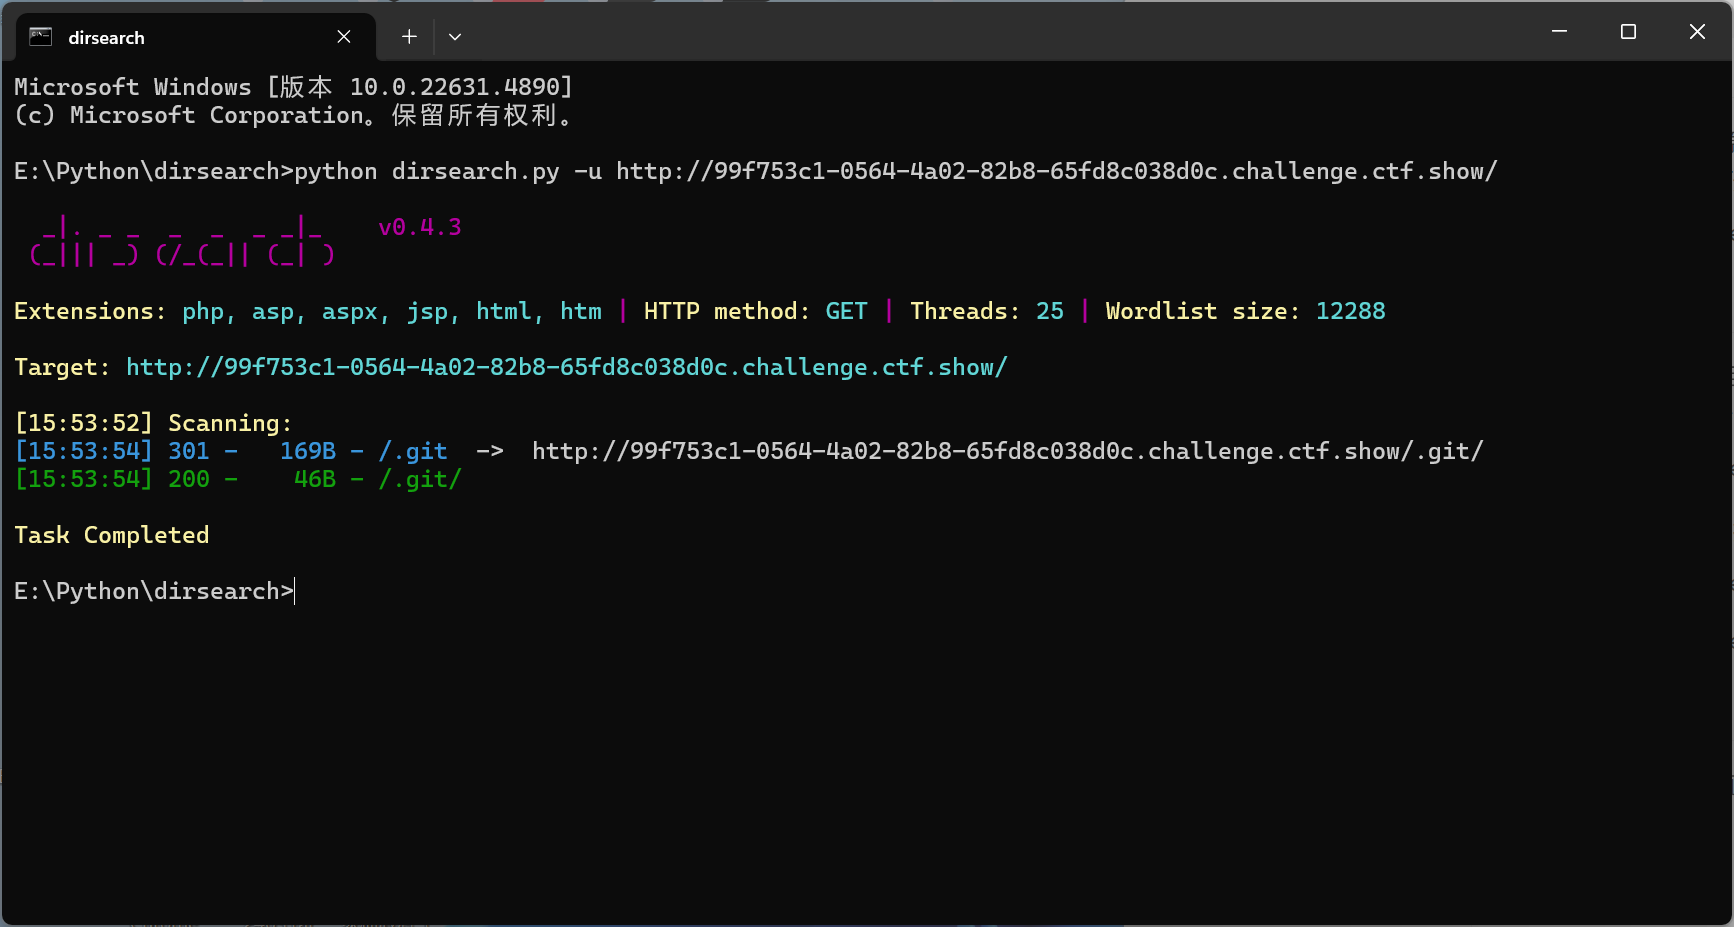 dirsearch
Microsoft Windows [版本 10.0.22631.4890]
(c) Microsoft Corporation。保留所有权利。
E:\Python\dirsearch>python dirsearch.py -u http://99f753c1-0564-4a02-82b8-65fd8c038d0c.challenge.ctf.show/
  _|. _ _  _  _  _ _|_    v0.4.3
 (_||| _) (/_(_|| (_| )
Extensions: php, asp, aspx, jsp, html, htm | HTTP method: GET | Threads: 25 | Wordlist size: 12288
Target: http://99f753c1-0564-4a02-82b8-65fd8c038d0c.challenge.ctf.show/
[15:53:52] Scanning:
[15:53:54] 301 -   169B - /.git  ->  http://99f753c1-0564-4a02-82b8-65fd8c038d0c.challenge.ctf.show/.git/
[15:53:54] 200 -    46B - /.git/
Task Completed
E:\Python\dirsearch>